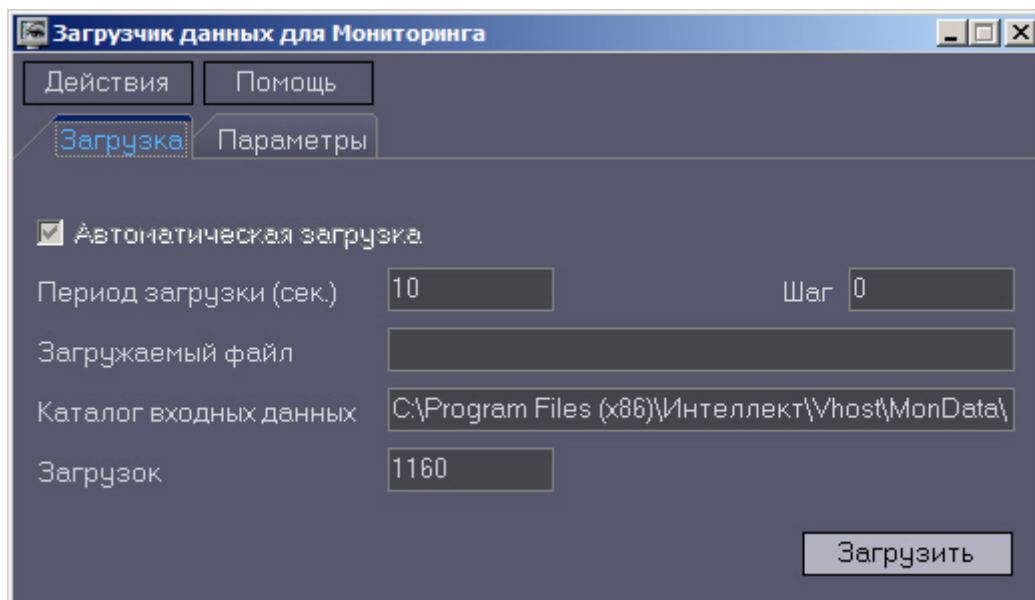 Загрузчик данных для Мониторинга
Действия Помощь
Загрузка Параметры
Автоматическая загрузка
Период загрузки (сек.) 10 Шаг 0
Загружаемый файл
Каталог входных данных C:\Program Files (x86)\Интеллект\Vhost\MonData\
Загрузок 1160
Загрузить